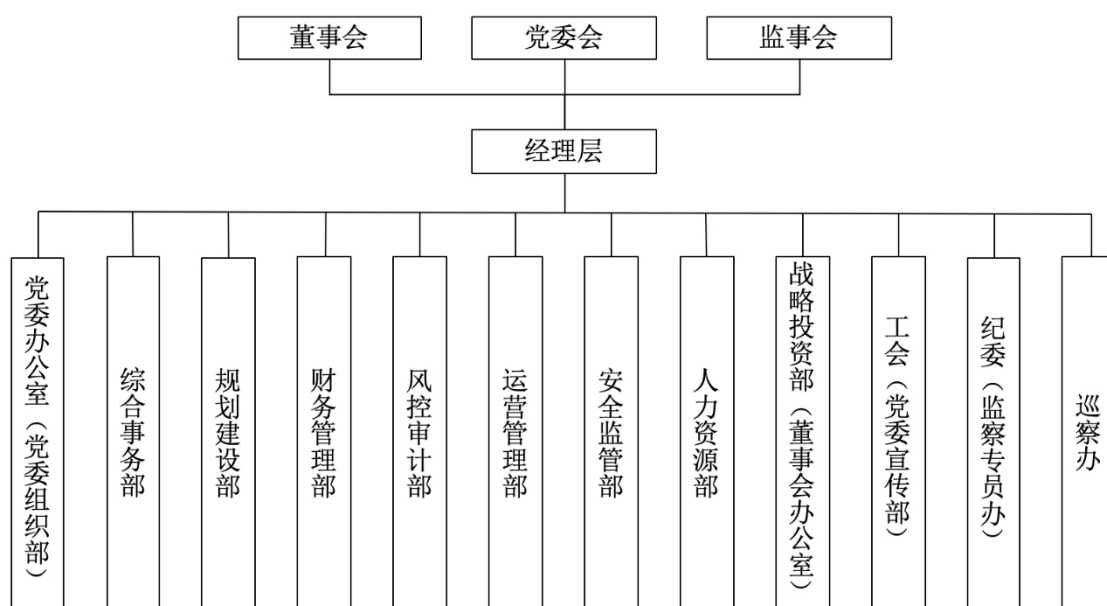 董事会
党委会
监事会
经理层
党委办公室（党委组织部）
综合事务部
规划建设部
财务管理部
风控审计部
运营管理部
安全监管部
人力资源部
战略投资部（董事会办公室）
工会（党委宣传部）
纪委（监察专员办）
巡察办